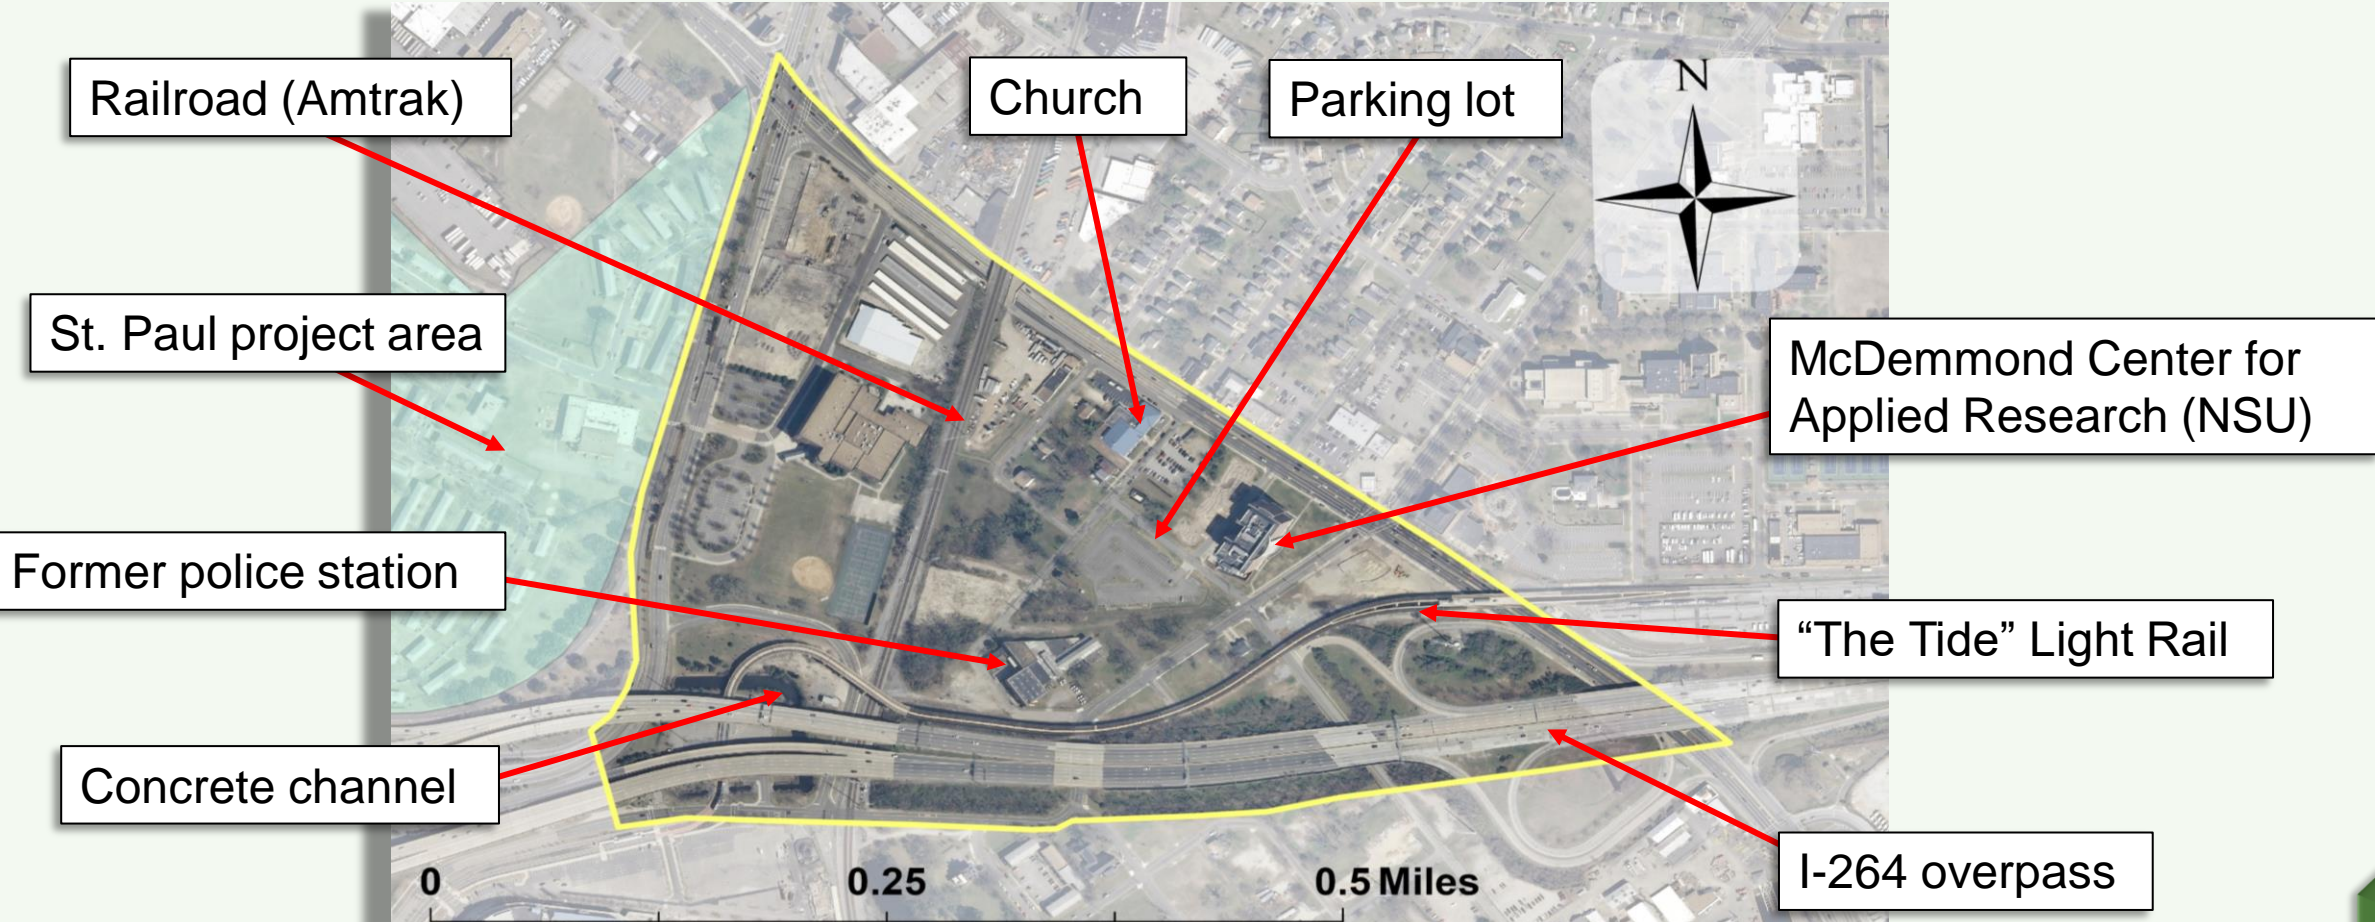 Railroad (Amtrak)
Church
Parking lot
N
St. Paul project area
McDemmond Center for
Applied Research (NSU)
Former police station
“The Tide” Light Rail
Concrete channel
I-264 overpass
0
0.25
0.5 Miles